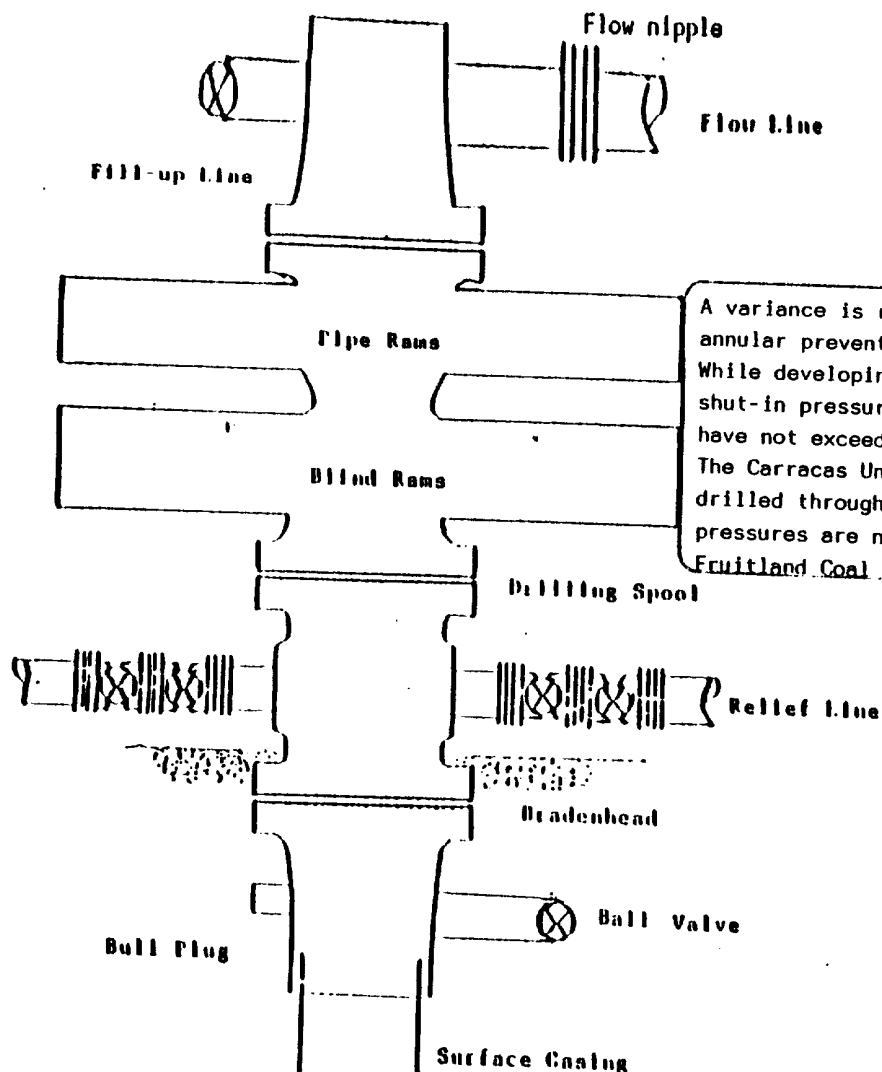 Flow nipple
Flow Line
Fill-up Line
A variance is
annular prevent
Pipe Rams
While developin
shut-in pressur
have not exceed
Blind Rams
The Carracas Un
drilled through
pressures are n
Fruitland Coal
Drilling Spool
Relief Line
Bradenhead
Ball Valve
Bull Plug
Surface Casing